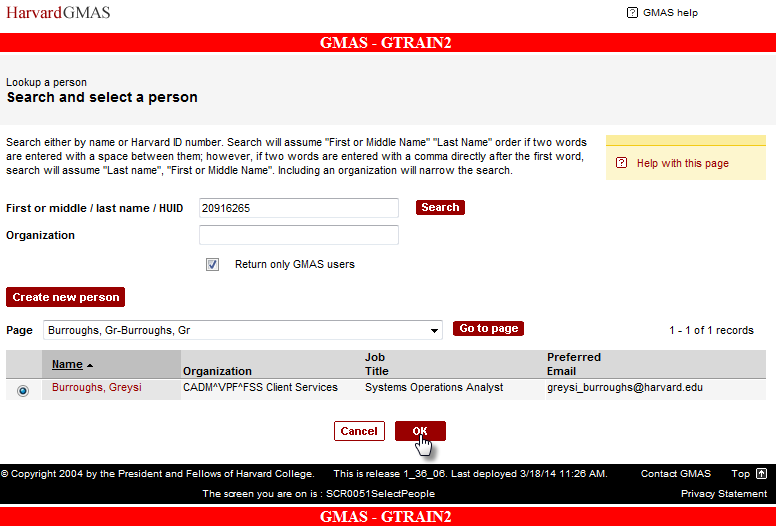 HarvardGMAS
? GMAS help
GMAS - GTRAIN2
Lookup a person
Search and select a person
Search either by name or Harvard ID number. Search will assume "First or Middle Name" "Last Name" order if two words
are entered with a space between them; however, if two words are entered with a comma directly after the first word,
search will assume "Last name", "First or Middle Name". Including an organization will narrow the search.
? Help with this page
First or middle / last name / HUID 20916265 Search
Organization
Return only GMAS users
Create new person
Page Burroughs, Gr-Burroughs, Gr Go to page 1 - 1 of 1 records
Name Organization Job Title Preferred Email
Burroughs, Greysi CADM^VPF^FSS Client Services Systems Operations Analyst greysi_burroughs@harvard.edu
Cancel OK
© Copyright 2004 by the President and Fellows of Harvard College. This is release 1_36_06. Last deployed 3/18/14 11:26 AM. Contact GMAS Top
The screen you are on is : SCR0051SelectPeople Privacy Statement
GMAS - GTRAIN2